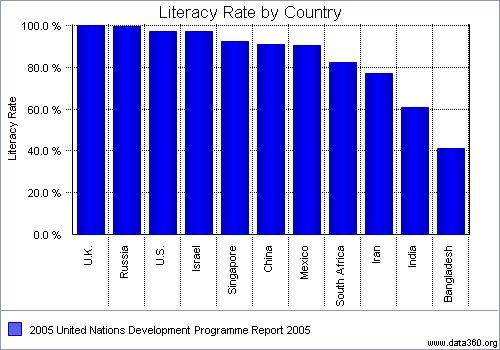 Literacy Rate by Country
Literacy Rate
100.0 %
80.0 %
60.0 %
40.0 %
20.0 %
0.0 %
U.K.
Russia
U.S.
Israel
Singapore
China
Mexico
South Africa
Iran
India
Bangladesh
2005 United Nations Development Programme Report 2005
www.data360.org